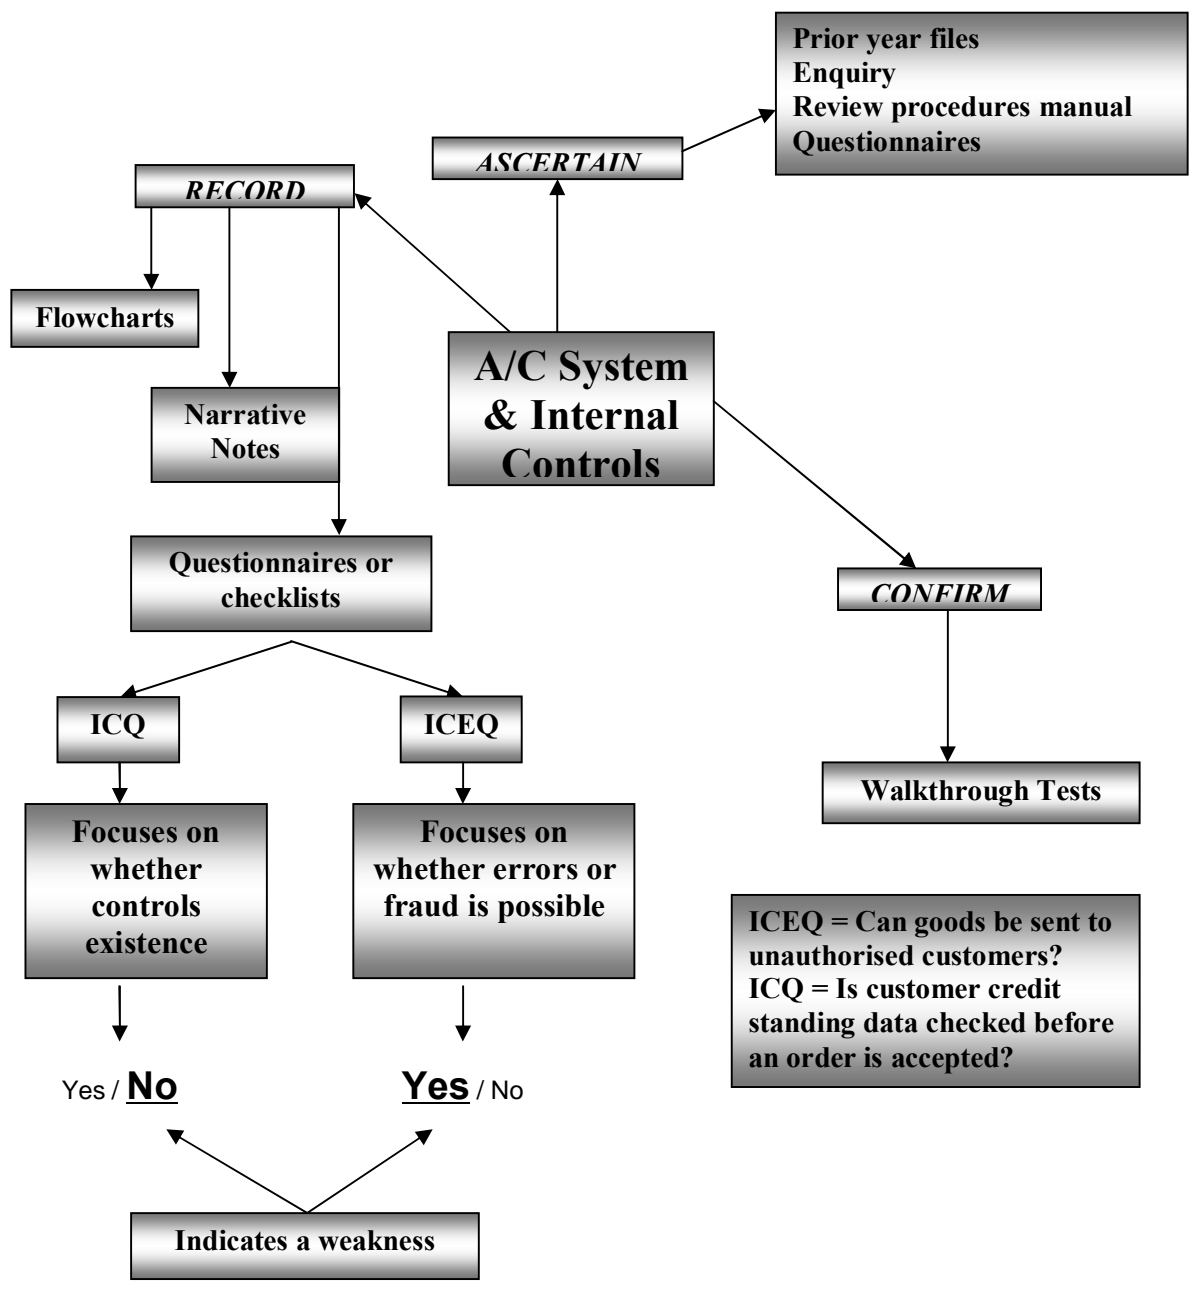 Prior year files
Enquiry
Review procedures manual
Questionnaires
ASCERTAIN
RECORD
Flowcharts
A/C System
& Internal
Controls
Narrative
Notes
Questionnaires or
checklists
CONFIRM
ICQ
ICEQ
Walkthrough Tests
Focuses on
whether
controls
existence
Focuses on
whether errors or
fraud is possible
ICEQ = Can goods be sent to
unauthorised customers?
ICQ = Is customer credit
standing data checked before
an order is accepted?
Yes / No
Yes / No
Indicates a weakness